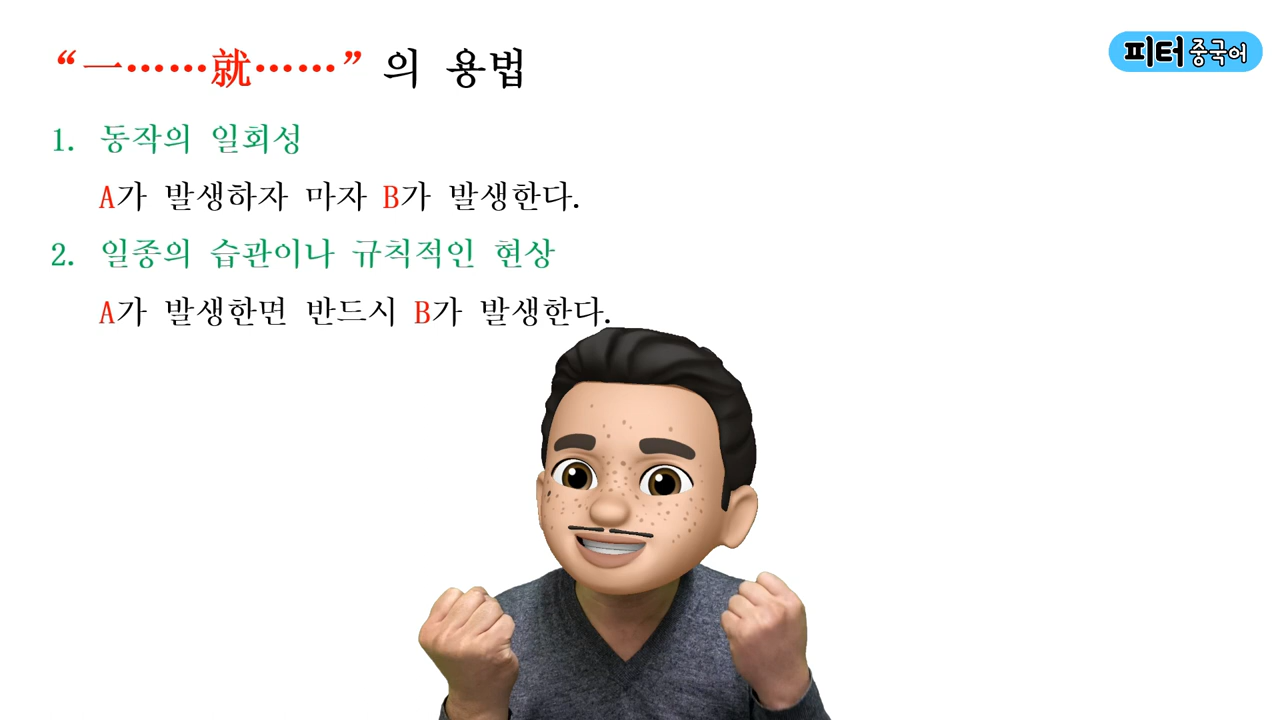 “一……就……”의 용법
피터 중국어
1. 동작의 일회성
A가 발생하자 마자 B가 발생한다.
2. 일종의 습관이나 규칙적인 현상
A가 발생한면 반드시 B가 발생한다.